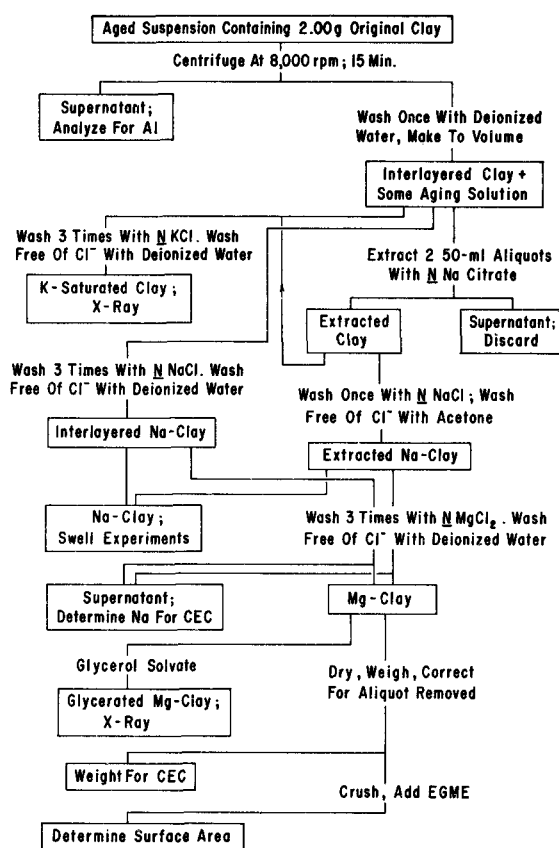 Aged Suspension Containing 2.00g Original Clay
Centrifuge At 8,000 rpm; 15 Min.
Supernatant;
Analyze For Al
Wash Once With Deionized
Water, Make To Volume
Interlayered Clay +
Some Aging Solution
Wash 3 Times With N KCl. Wash
Free Of Cl⁻ With Deionized Water
Extract 2 50-ml Aliquots
With N Na Citrate
K-Saturated Clay;
X-Ray
Extracted
Clay
Supernatant;
Discard
Wash 3 Times With N NaCl. Wash
Free Of Cl⁻ With Deionized Water
Wash Once With N NaCl; Wash
Free Of Cl⁻ With Acetone
Interlayered Na-Clay
Extracted Na-Clay
Na-Clay;
Swell Experiments
Wash 3 Times With N MgCl₂. Wash
Free Of Cl⁻ With Deionized Water
Supernatant;
Determine Na For CEC
Mg-Clay
Glycerol Solvate
Dry, Weigh, Correct
For Aliquot Removed
Glycerated Mg-Clay;
X-Ray
Weight For CEC
Crush, Add EGME
Determine Surface Area